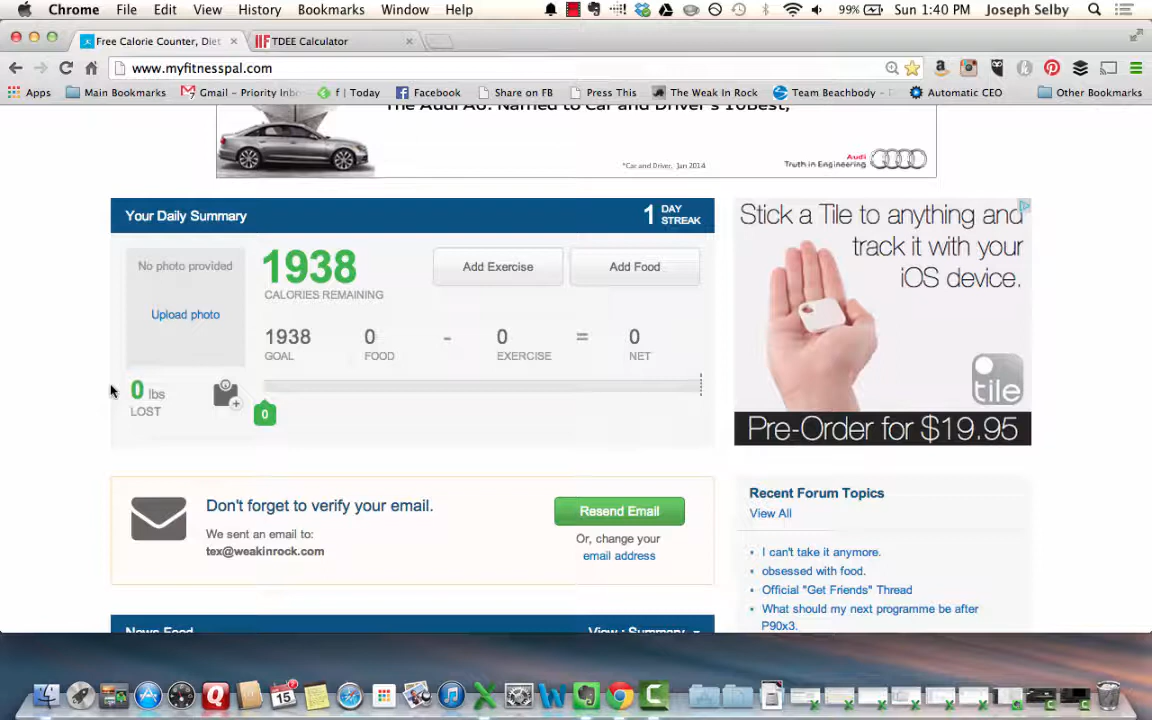 Chrome File Edit View History Bookmarks Window Help 99% Sun 1:40 PM Joseph Selby
Free Calorie Counter, Diet TDEE Calculator
www.myfitnesspal.com
Apps Main Bookmarks Gmail – Priority Inbo f | Today Facebook Share on FB Press This The Weak In Rock Team Beachbody - Automatic CEO Other Bookmarks
The Audi A6. Named to Car and Driver's 10Best,
*Car and Driver, Jan 2014
Audi
Truth in Engineering
Your Daily Summary
1 DAY
STREAK
No photo provided
Upload photo
1938
CALORIES REMAINING
Add Exercise
Add Food
1938 0 - 0 = 0
GOAL FOOD EXERCISE NET
0 lbs
LOST
0
Stick a Tile to anything and
track it with your
iOS device.
tile
Pre-Order for $19.95
Don't forget to verify your email.
We sent an email to:
tex@weakinrock.com
Resend Email
Or, change your
email address
Recent Forum Topics
View All
I can't take it anymore.
obsessed with food.
Official "Get Friends" Thread
What should my next programme be after
P90x3.
News Feed
View : Summary
15